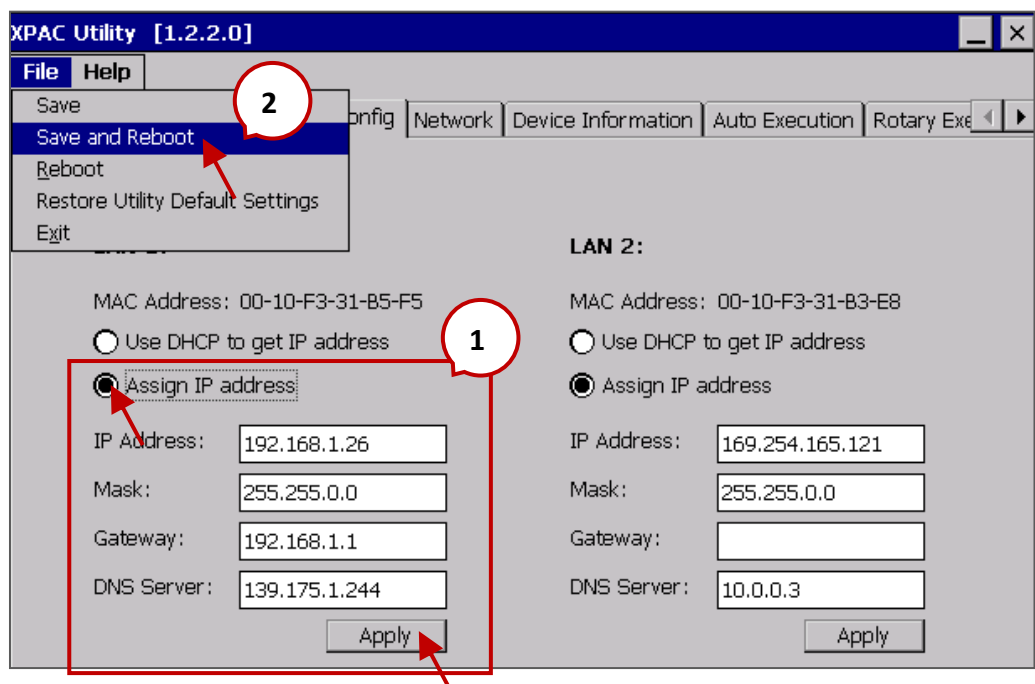 XPAC Utility [1.2.2.0]
File Help
Save
Save and Reboot
Reboot
Restore Utility Default Settings
Exit
2
onfig Network Device Information Auto Execution Rotary Exe
LAN 2:
MAC Address: 00-10-F3-31-B5-F5
Use DHCP to get IP address
1
Assign IP address
IP Address: 192.168.1.26
Mask: 255.255.0.0
Gateway: 192.168.1.1
DNS Server: 139.175.1.244
Apply
MAC Address: 00-10-F3-31-B3-E8
Use DHCP to get IP address
Assign IP address
IP Address: 169.254.165.121
Mask: 255.255.0.0
Gateway:
DNS Server: 10.0.0.3
Apply